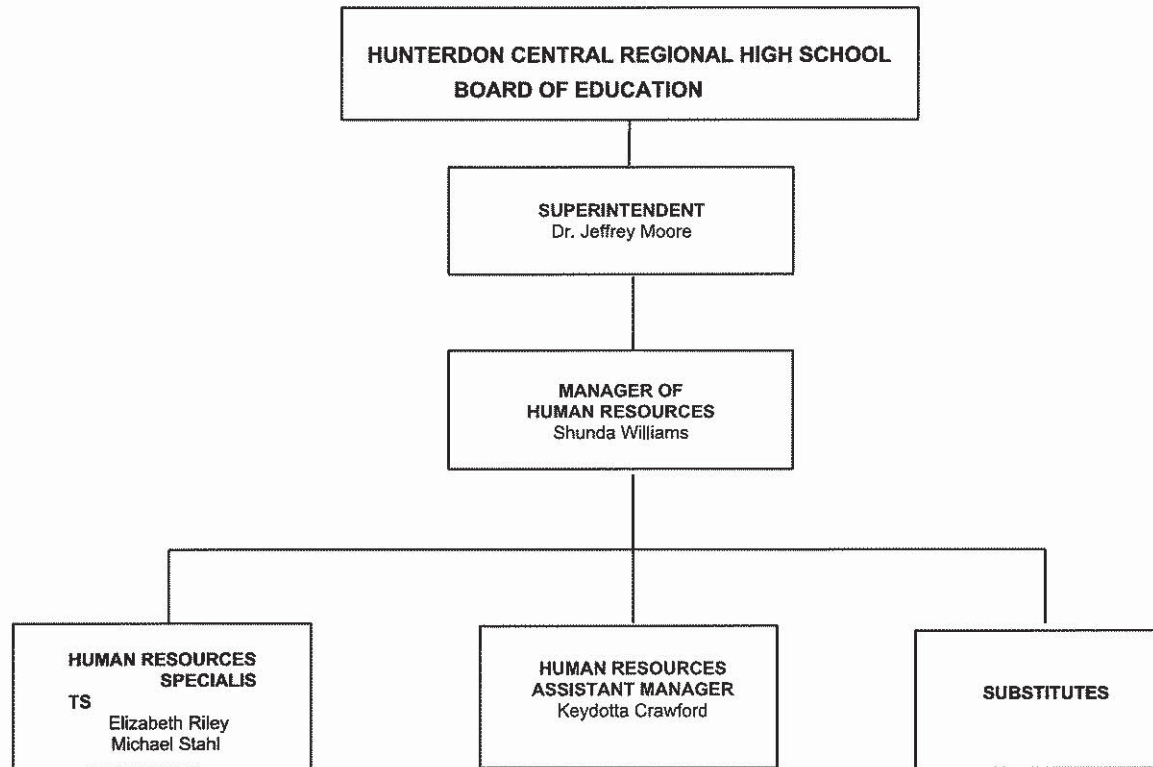 HUNTERDON CENTRAL REGIONAL HIGH SCHOOL
BOARD OF EDUCATION
SUPERINTENDENT
Dr. Jeffrey Moore
MANAGER OF
HUMAN RESOURCES
Shunda Williams
HUMAN RESOURCES
SPECIALIS
TS
Elizabeth Riley
Michael Stahl
HUMAN RESOURCES
ASSISTANT MANAGER
Keydotta Crawford
SUBSTITUTES